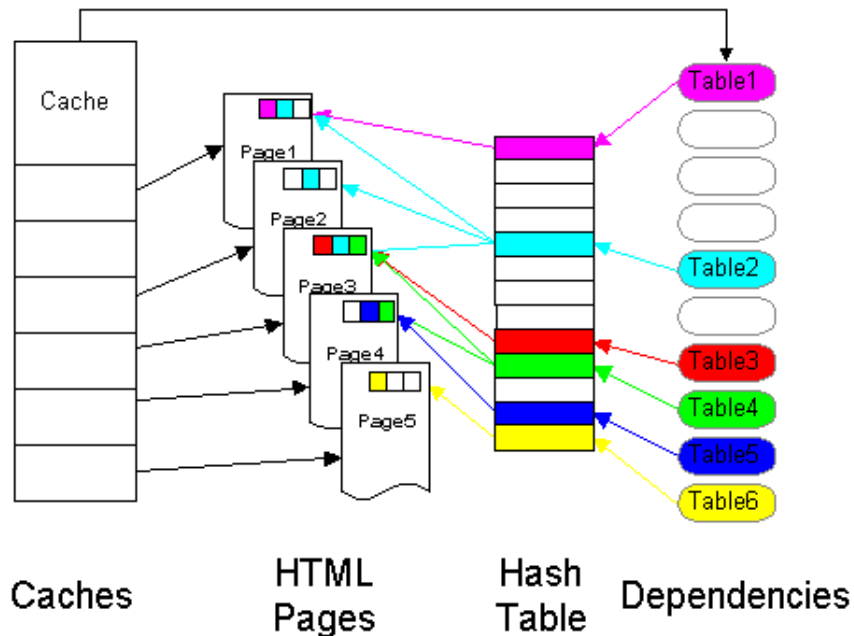 Cache
Page1
Page2
Page3
Page4
Page5
Table1
Table2
Table3
Table4
Table5
Table6
Caches
HTML
Pages
Hash
Table
Dependencies